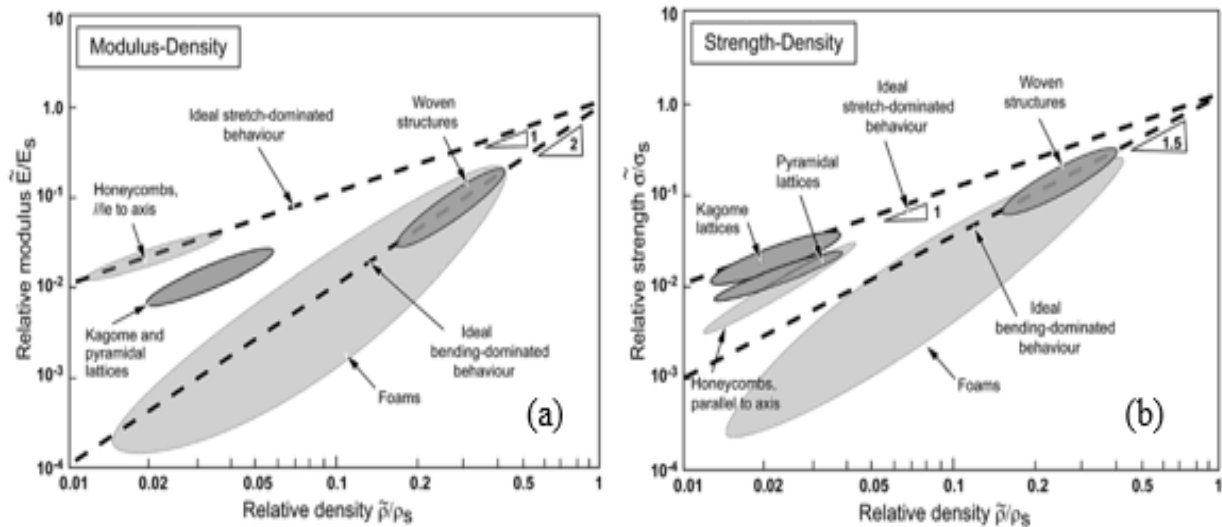 10
Modulus-Density
1.0
10⁻¹
10⁻²
10⁻³
10⁻⁴
Relative modulus Ẽ/E_S
Ideal stretch-dominated
behaviour
Woven
structures
1
2
Honeycombs,
//le to axis
Kagome and
pyramidal
lattices
Ideal
bending-dominated
behaviour
Foams
(a)
0.01
0.02
0.05
0.1
0.2
0.5
1
Relative density ρ̃/ρ_S
10
Strength-Density
1.0
10⁻¹
10⁻²
10⁻³
10⁻⁴
Relative strength σ̃/σ_S
Ideal
stretch-dominated
behaviour
Woven
structures
1.5
Pyramidal
lattices
Kagome
lattices
1
Ideal
bending-dominated
behaviour
Honeycombs,
parallel to axis
Foams
(b)
0.01
0.02
0.05
0.1
0.2
0.5
1
Relative density ρ̃/ρ_S